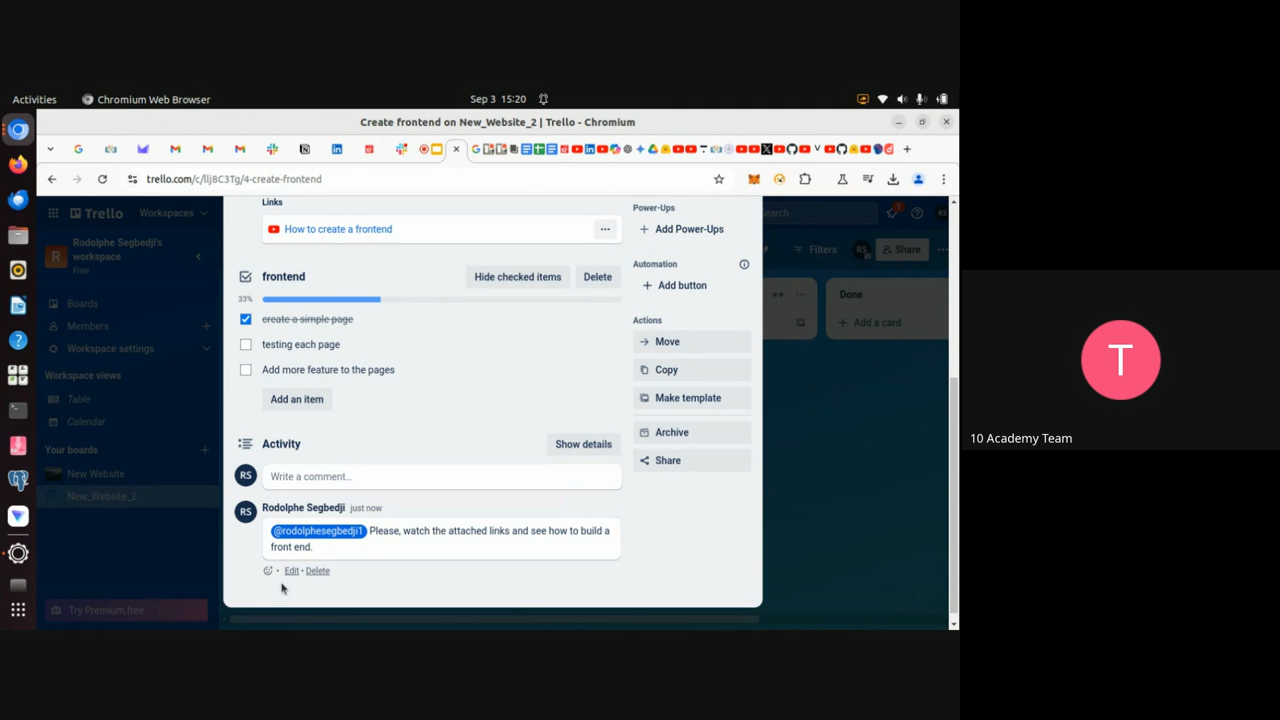 Activities
Chromium Web Browser
Sep 3 15:20
Create frontend on New_Website_2 | Trello - Chromium
trello.com/c/lIj8C3Tg/4-create-frontend
Trello
Workspaces
Search
RS
Rodolphe Segbedji's
workspace
Free
R
Filters
RS
Share
Boards
Members
Workspace settings
Workspace views
Table
Calendar
Your boards
New Website
New_Website_2
Try Premium free
Links
How to create a frontend
frontend
Hide checked items
Delete
33%
create a simple page
testing each page
Add more feature to the pages
Add an item
Activity
Show details
RS
Write a comment…
RS
Rodolphe Segbedji just now
@rodolphesegbedji1 Please, watch the attached links and see how to build a
front end.
• Edit • Delete
Power-Ups
Add Power-Ups
Automation
Add button
Actions
Move
Copy
Make template
Archive
Share
Done
Add a card
T
10 Academy Team